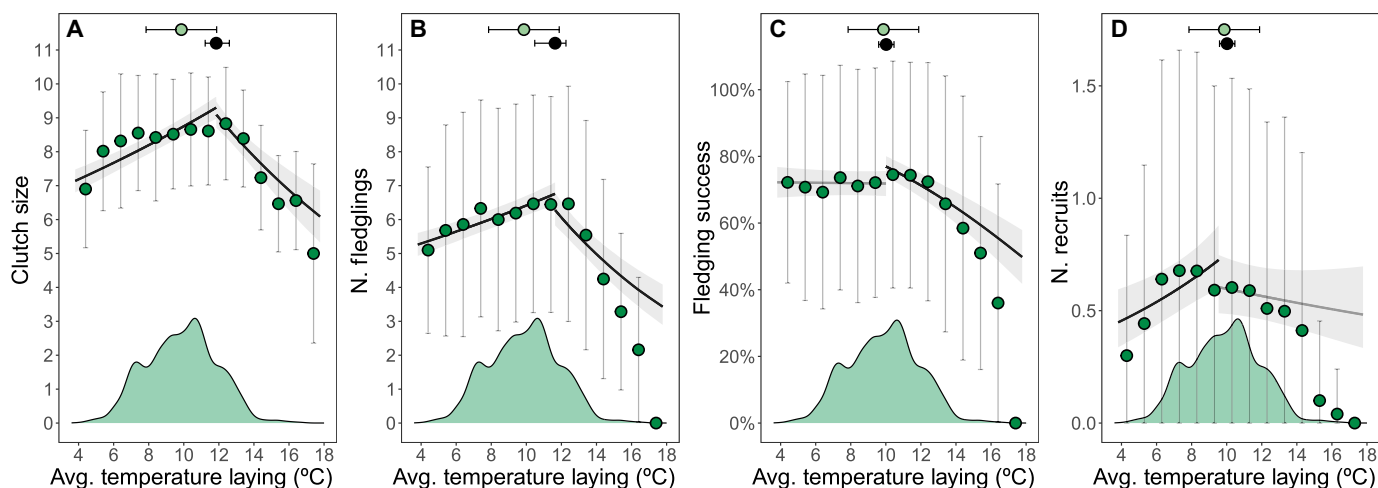 A
Clutch size
11
10
9
8
7
6
5
4
3
2
1
0
4 6 8 10 12 14 16 18
Avg. temperature laying (ºC)
B
N. fledglings
11
10
9
8
7
6
5
4
3
2
1
0
4 6 8 10 12 14 16 18
Avg. temperature laying (ºC)
C
Fledging success
100%
80%
60%
40%
20%
0%
4 6 8 10 12 14 16 18
Avg. temperature laying (ºC)
D
N. recruits
1.5
1.0
0.5
0.0
4 6 8 10 12 14 16 18
Avg. temperature laying (ºC)